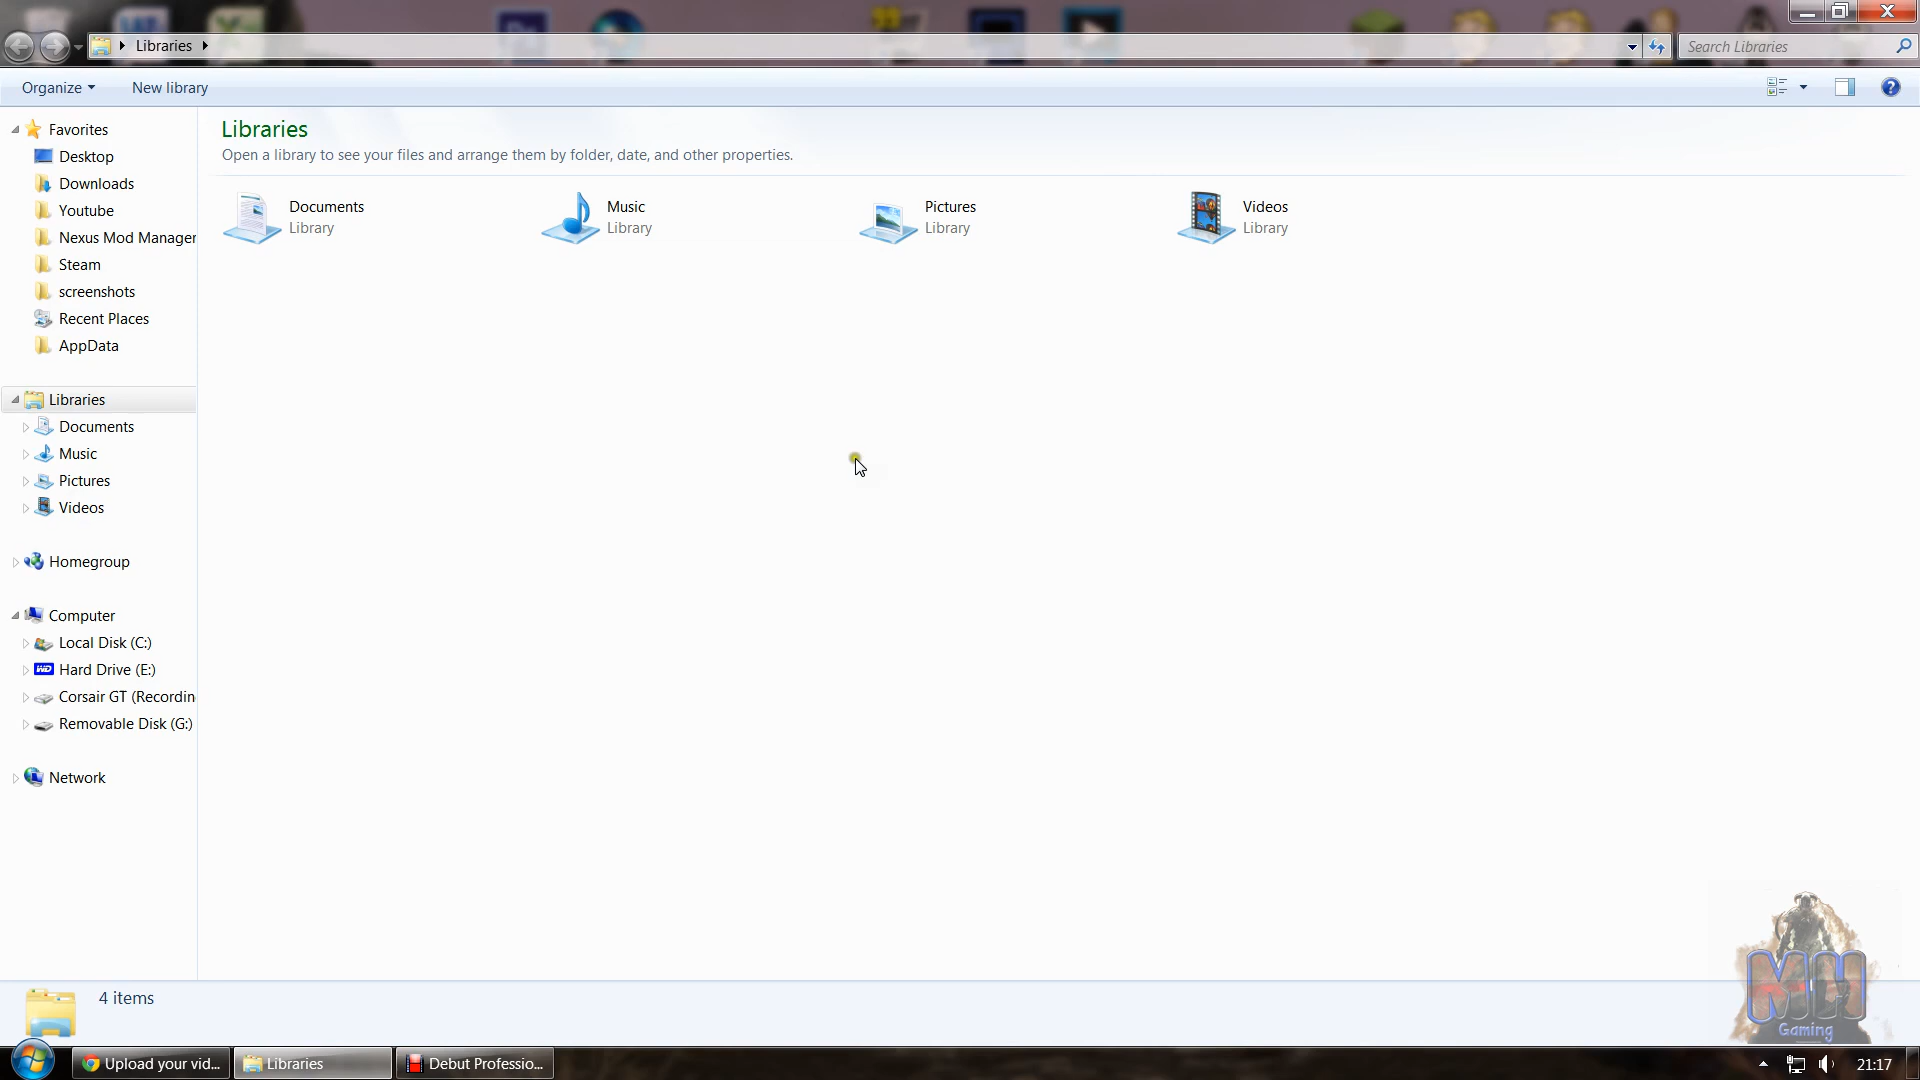 Libraries
Search Libraries
Organize
New library
Favorites
Desktop
Downloads
Youtube
Nexus Mod Manager
Steam
screenshots
Recent Places
AppData
Libraries
Documents
Music
Pictures
Videos
Homegroup
Computer
Local Disk (C:)
Hard Drive (E:)
Corsair GT (Recordin
Removable Disk (G:)
Network
Libraries
Open a library to see your files and arrange them by folder, date, and other properties.
Documents
Library
Music
Library
Pictures
Library
Videos
Library
4 items
MH
Gaming
Upload your vid...
Libraries
Debut Professio...
21:17